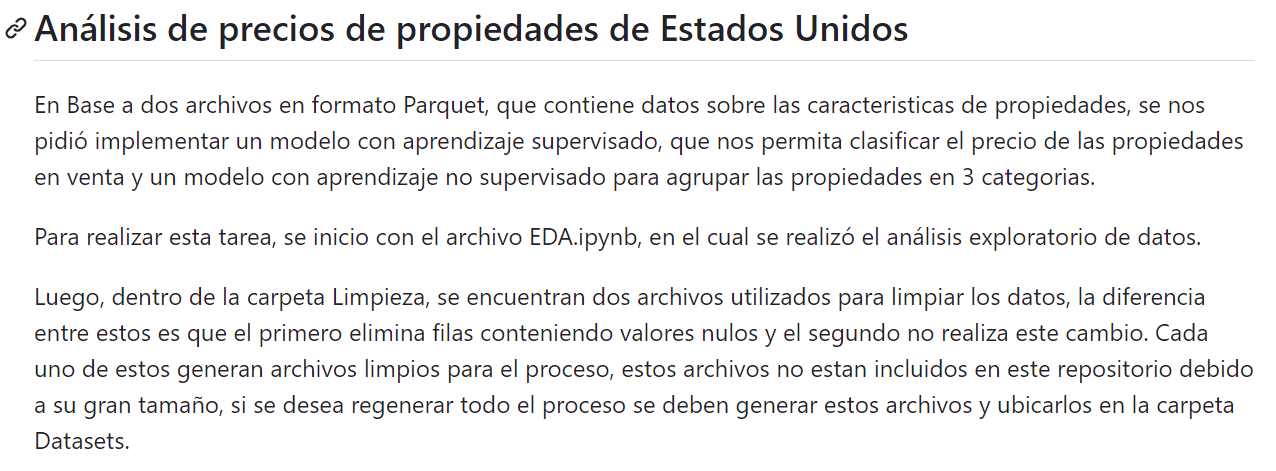 Análisis de precios de propiedades de Estados Unidos
En Base a dos archivos en formato Parquet, que contiene datos sobre las caracteristicas de propiedades, se nos
pidió implementar un modelo con aprendizaje supervisado, que nos permita clasificar el precio de las propiedades
en venta y un modelo con aprendizaje no supervisado para agrupar las propiedades en 3 categorias.
Para realizar esta tarea, se inicio con el archivo EDA.ipynb, en el cual se realizó el análisis exploratorio de datos.
Luego, dentro de la carpeta Limpieza, se encuentran dos archivos utilizados para limpiar los datos, la diferencia
entre estos es que el primero elimina filas conteniendo valores nulos y el segundo no realiza este cambio. Cada
uno de estos generan archivos limpios para el proceso, estos archivos no estan incluidos en este repositorio debido
a su gran tamaño, si se desea regenerar todo el proceso se deben generar estos archivos y ubicarlos en la carpeta
Datasets.